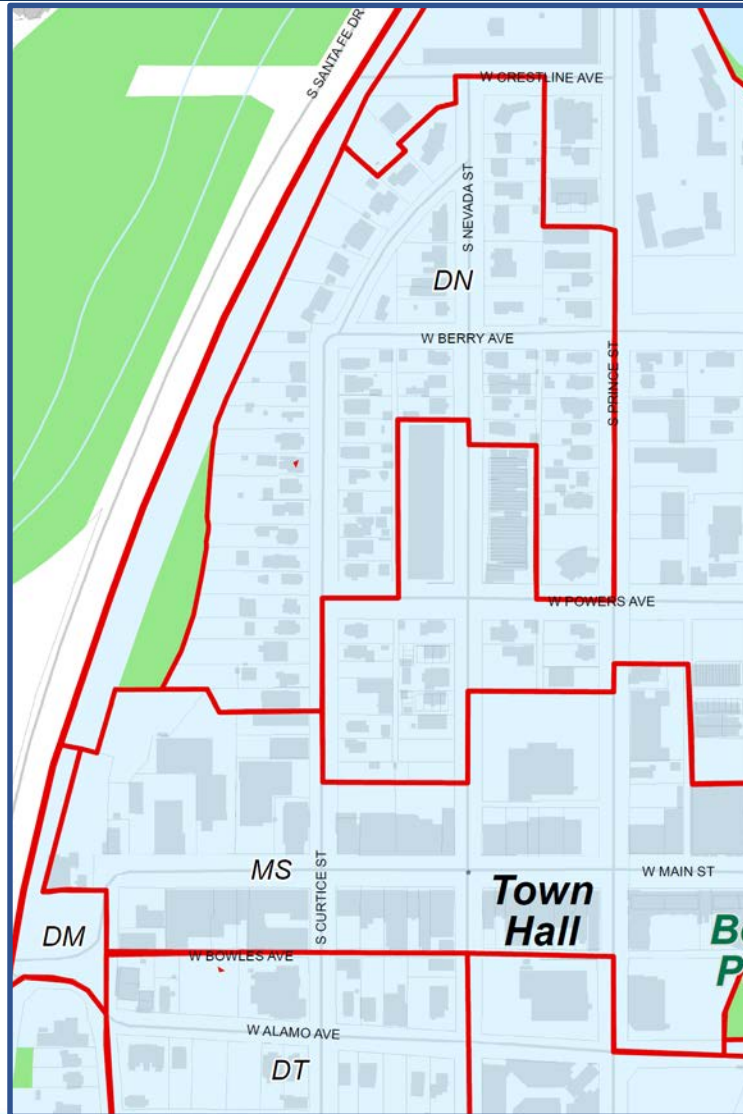 S SANTA FE DR
W CRESTLINE AVE
S NEVADA ST
DN
W BERRY AVE
S PRINCE ST
W POWERS AVE
S CURTICE ST
MS
W MAIN ST
Town
Hall
DM
W BOWLES AVE
W ALAMO AVE
DT